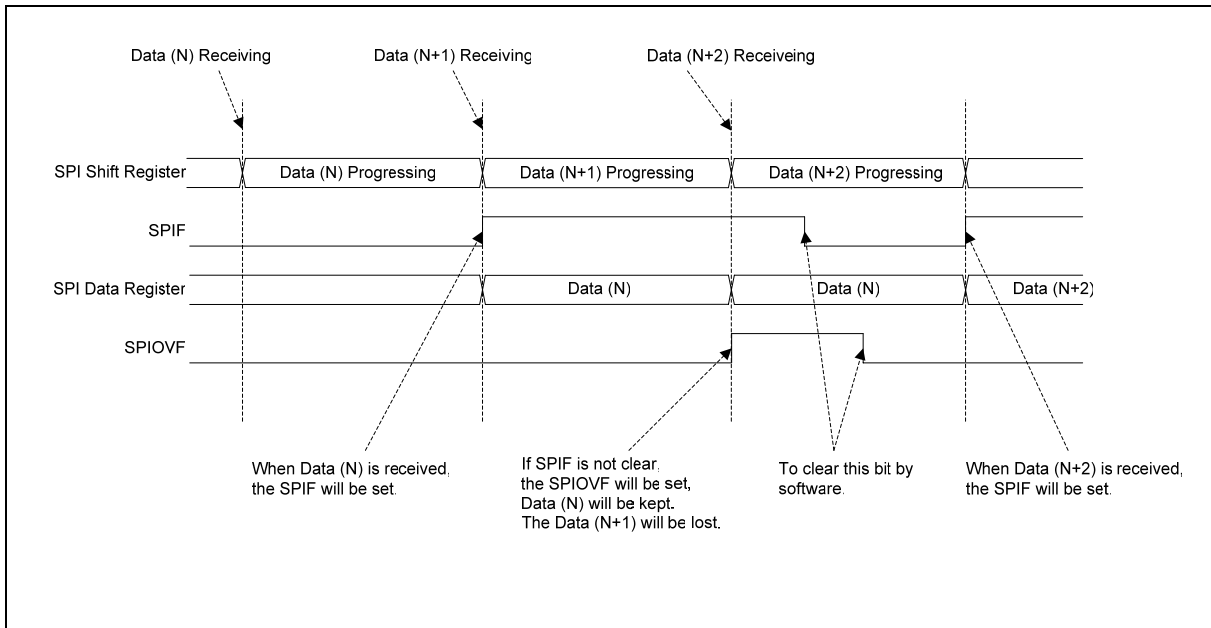 Data (N) Receiving
Data (N+1) Receiving
Data (N+2) Receiveing
SPI Shift Register
Data (N) Progressing
Data (N+1) Progressing
Data (N+2) Progressing
SPIF
SPI Data Register
Data (N)
Data (N)
Data (N+2)
SPIOVF
When Data (N) is received,
the SPIF will be set.
If SPIF is not clear,
the SPIOVF will be set,
Data (N) will be kept.
The Data (N+1) will be lost.
To clear this bit by
software.
When Data (N+2) is received,
the SPIF will be set.